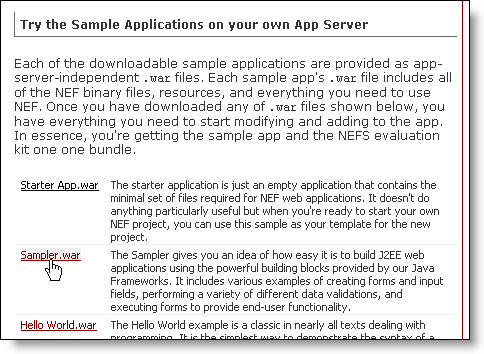 Try the Sample Applications on your own App Server
Each of the downloadable sample applications are provided as app-
server-independent .war files. Each sample app's .war file includes all
of the NEF binary files, resources, and everything you need to use
NEF. Once you have downloaded any of .war files shown below, you
have everything you need to start modifying and adding to the app.
In essence, you're getting the sample app and the NEFS evaluation
kit one one bundle.
Starter App.war
The starter application is just an empty application that contains the
minimal set of files required for NEF web applications. It doesn't do
anything particularly useful but when you're ready to start your own
NEF project, you can use this sample as your template for the new
project.
Sampler.war
The Sampler gives you an idea of how easy it is to build J2EE web
applications using the powerful building blocks provided by our Java
Frameworks. It includes various examples of creating forms and input
fields, performing a variety of different data validations, and
executing forms to provide end-user functionality.
Hello World.war
The Hello World example is a classic in nearly all texts dealing with
programming. It is the simplest way to demonstrate the syntax of a